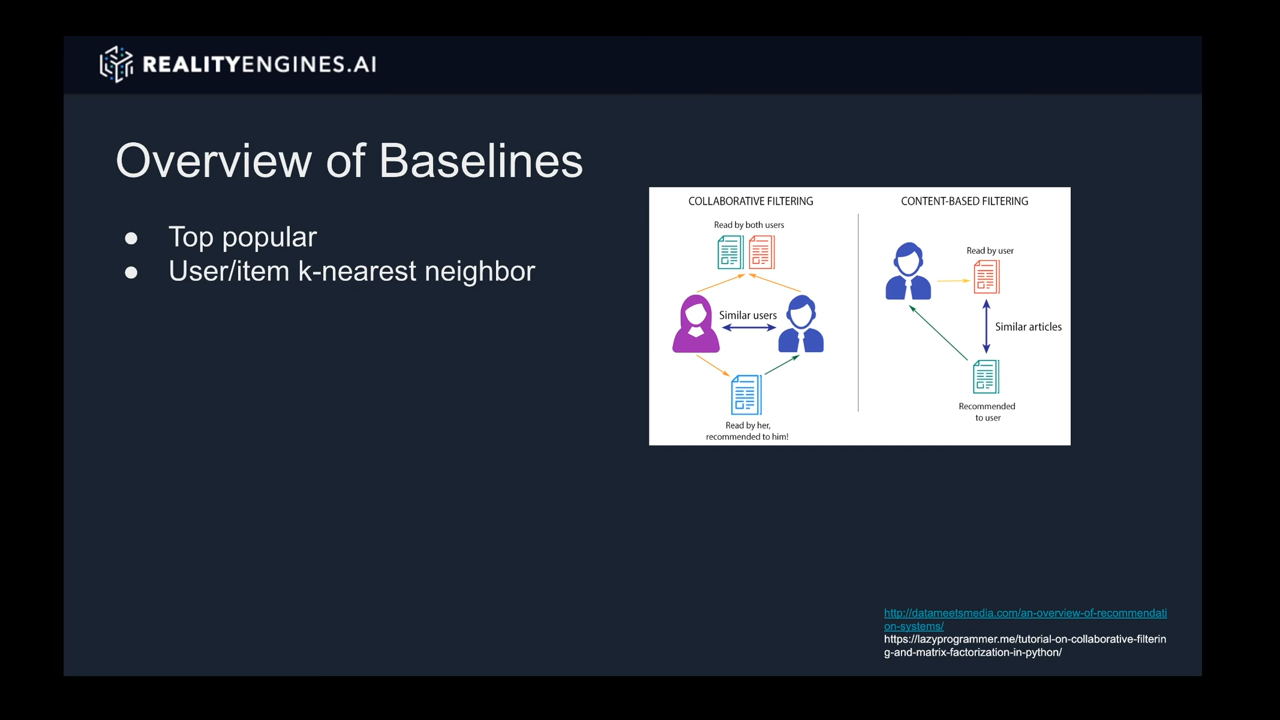 REALITYENGINES.AI
Overview of Baselines
● Top popular
● User/item k-nearest neighbor
COLLABORATIVE FILTERING
Read by both users
Similar users
Read by her,
recommended to him!
CONTENT-BASED FILTERING
Read by user
Similar articles
Recommended
to user
http://datameetsmedia.com/an-overview-of-recommendati
on-systems/
https://lazyprogrammer.me/tutorial-on-collaborative-filterin
g-and-matrix-factorization-in-python/